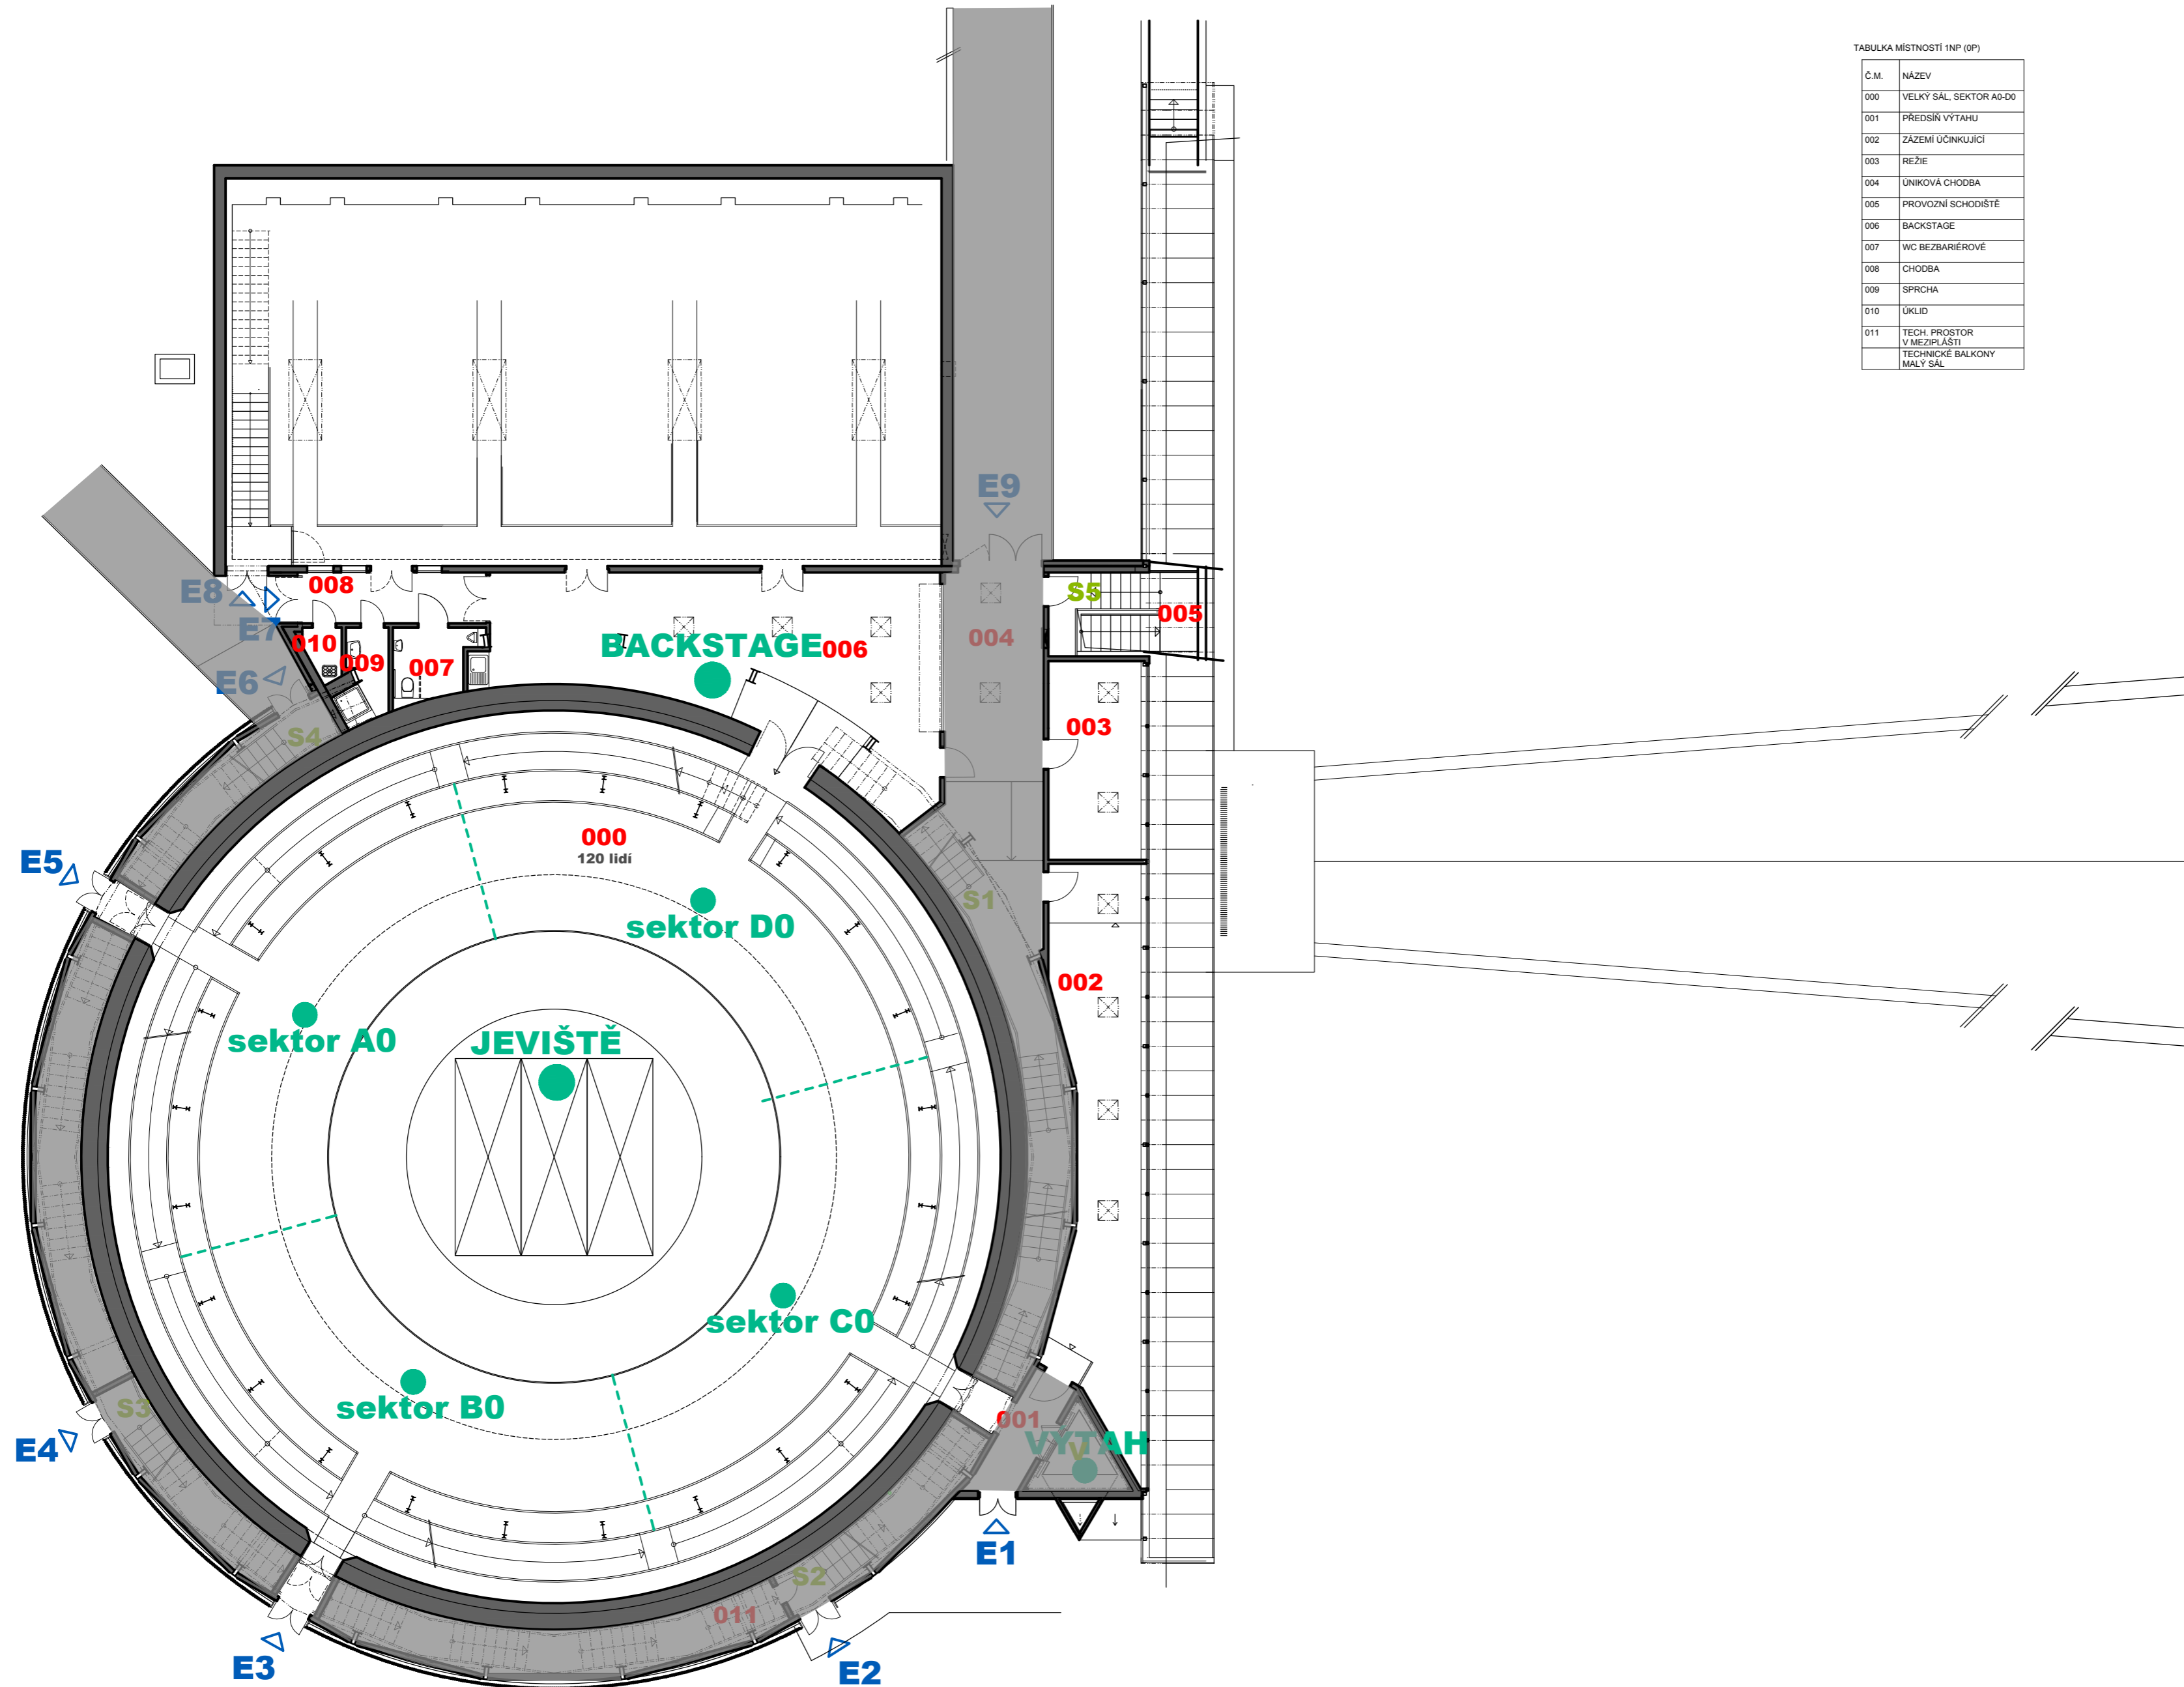 TABULKA MÍSTNOSTÍ 1NP (0P)
Č.M. NÁZEV
000 VELKÝ SÁL, SEKTOR A0-D0
001 PŘEDSÍŇ VÝTAHU
002 ZÁZEMÍ ÚČINKUJÍCÍ
003 REŽIE
004 ÚNIKOVÁ CHODBA
005 PROVOZNÍ SCHODIŠTĚ
006 BACKSTAGE
007 WC BEZBARIÉROVÉ
008 CHODBA
009 SPRCHA
010 ÚKLID
011 TECH. PROSTOR
V MEZIPLÁŠTI
TECHNICKÉ BALKONY
MALÝ SÁL
E9
E8
008
S5
005
E7
010
004
BACKSTAGE 006
009
007
E6
003
S4
000
120 lidí
E5
S1
sektor D0
002
sektor A0
JEVIŠTĚ
sektor C0
sektor B0
S3
001
VÝTAH
V
E4
E1
S2
011
E3
E2